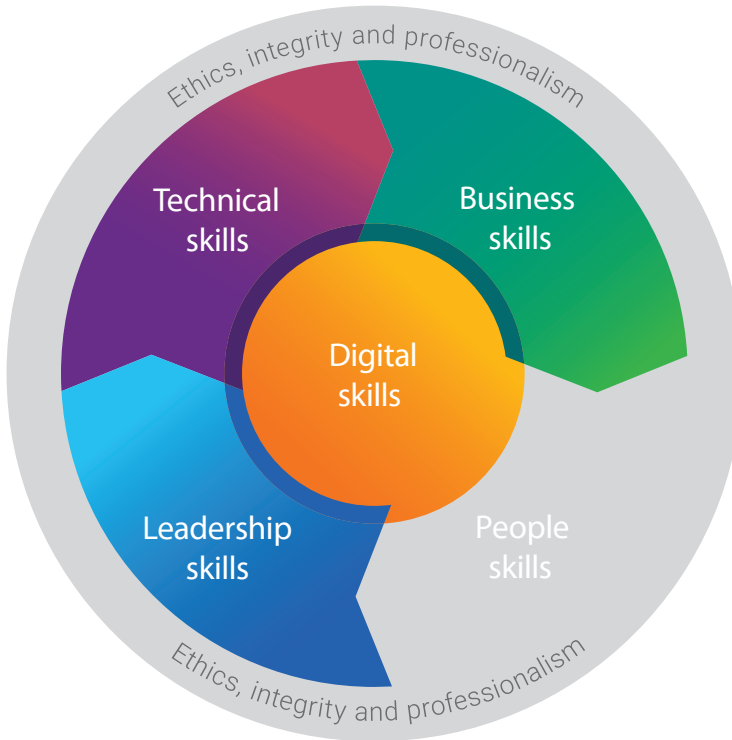 Ethics, integrity and professionalism
Technical
skills
Business
skills
Digital
skills
Leadership
skills
People
skills
Ethics, integrity and professionalism